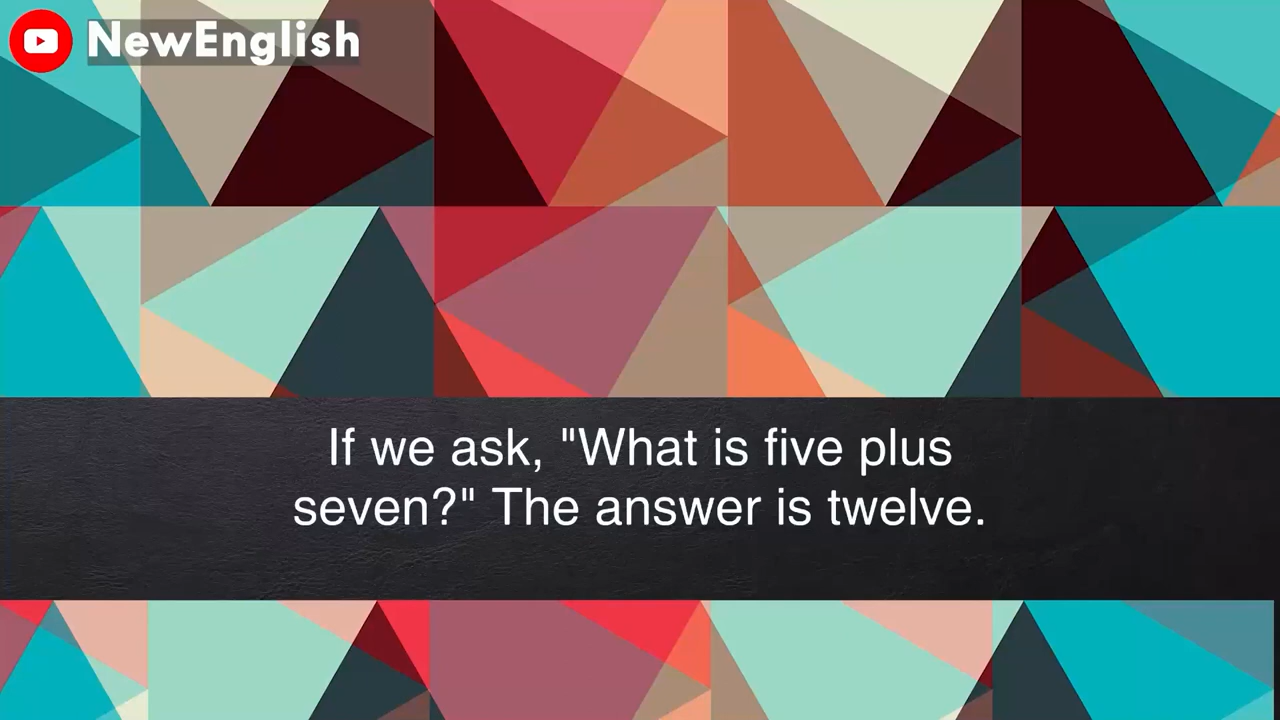 NewEnglish
If we ask, "What is five plus
seven?" The answer is twelve.